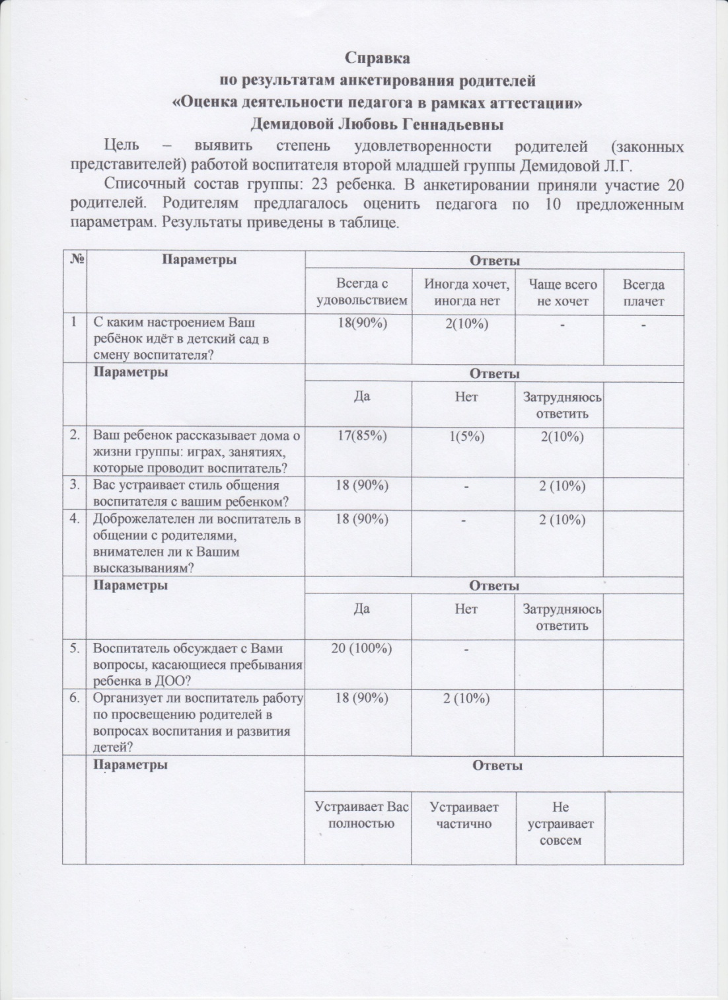 Справка
по результатам анкетирования родителей
«Оценка деятельности педагога в рамках аттестации»
Демидовой Любовь Геннадьевны
Цель – выявить степень удовлетворенности родителей (законных
представителей) работой воспитателя второй младшей группы Демидовой Л.Г.
Списочный состав группы: 23 ребенка. В анкетировании приняли участие 20
родителей. Родителям предлагалось оценить педагога по 10 предложенным
параметрам. Результаты приведены в таблице.
№ Параметры Ответы
Всегда с Иногда хочет, Чаще всего Всегда
удовольствием иногда нет не хочет плачет
1 С каким настроением Ваш 18(90%) 2(10%) - -
ребёнок идёт в детский сад в
смену воспитателя?
Параметры Ответы
Да Нет Затрудняюсь
ответить
2. Ваш ребенок рассказывает дома о 17(85%) 1(5%) 2(10%)
жизни группы: играх, занятиях,
которые проводит воспитатель?
3. Вас устраивает стиль общения 18 (90%) - 2 (10%)
воспитателя с вашим ребенком?
4. Доброжелателен ли воспитатель в 18 (90%) - 2 (10%)
общении с родителями,
внимателен ли к Вашим
высказываниям?
Параметры Ответы
Да Нет Затрудняюсь
ответить
5. Воспитатель обсуждает с Вами 20 (100%) -
вопросы, касающиеся пребывания
ребенка в ДОО?
6. Организует ли воспитатель работу 18 (90%) 2 (10%)
по просвещению родителей в
вопросах воспитания и развития
детей?
Параметры Ответы
Устраивает Вас Устраивает Не
полностью частично устраивает
совсем